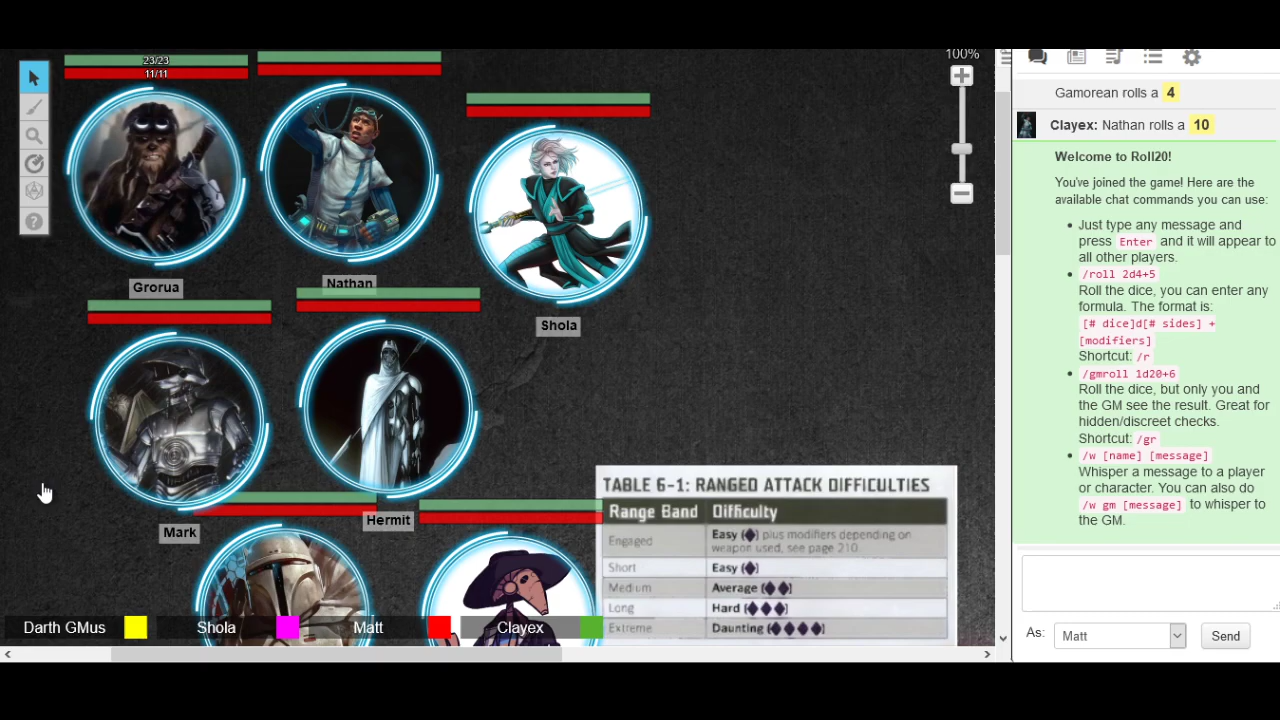 23/23
11/11
Grorua
Nathan
Shola
Mark
Hermit
100%
TABLE 6-1: RANGED ATTACK DIFFICULTIES
Range Band Difficulty
Engaged Easy (◆) plus modifiers depending on
weapon used, see page 210.
Short Easy (◆)
Medium Average (◆◆)
Long Hard (◆◆◆)
Extreme Daunting (◆◆◆◆)
Darth GMus
Shola
Matt
Clayex
Gamorean rolls a 4
Clayex: Nathan rolls a 10
Welcome to Roll20!
You've joined the game! Here are the
available chat commands you can use:
• Just type any message and
press Enter and it will appear to
all other players.
• /roll 2d4+5
Roll the dice, you can enter any
formula. The format is:
[# dice]d[# sides] +
[modifiers]
Shortcut: /r
• /gmroll 1d20+6
Roll the dice, but only you and
the GM see the result. Great for
hidden/discreet checks.
Shortcut: /gr
• /w [name] [message]
Whisper a message to a player
or character. You can also do
/w gm [message] to whisper to
the GM.
As: Matt Send